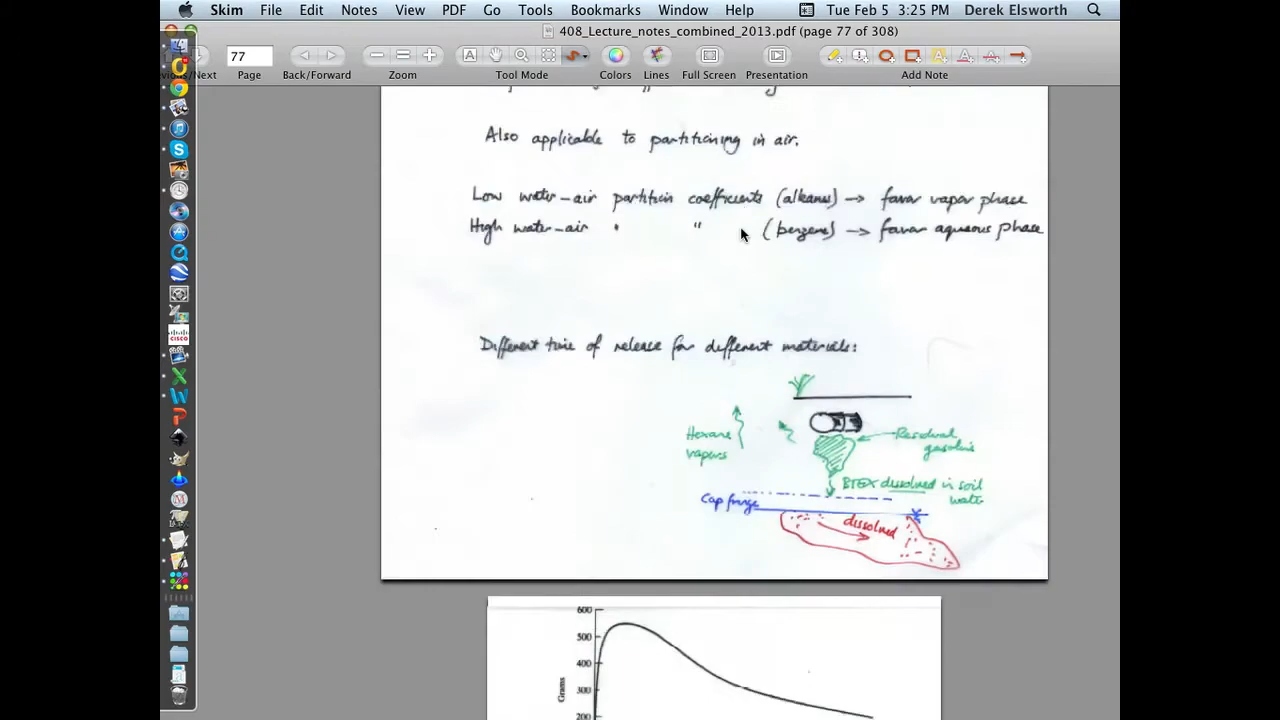 Skim File Edit Notes View PDF Go Tools Bookmarks Window Help Tue Feb 5 3:25 PM Derek Elsworth
408_Lecture_notes_combined_2013.pdf (page 77 of 308)
77
Page Back/Forward Zoom Tool Mode Colors Lines Full Screen Presentation Add Note
Also applicable to partitioning in air.
Low water-air partition coefficients (alkanes) → favor vapor phase
High water-air " " (benzene) → favor aqueous phase
Different time of release for different materials:
Hexane
vapors
Residual
gasoline
BTEX dissolved in soil
water
Cap fringe
dissolved
600
500
400
300
200
Grams